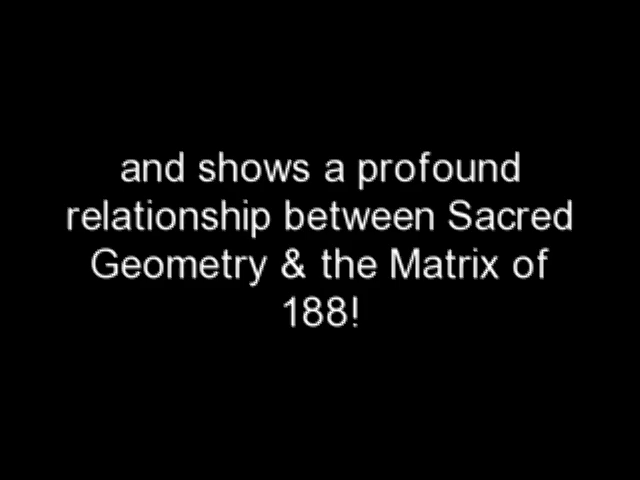 and shows a profound
relationship between Sacred
Geometry & the Matrix of
188!